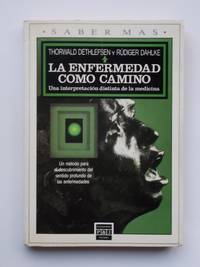 SABER MAS
THORWALD DETHLEFSEN Y RÜDIGER DAHLKE
LA ENFERMEDAD
COMO CAMINO
Una interpretación distinta de la medicina
Un método para
el descubrimiento del
sentido profundo de
las enfermedades
PLAZA